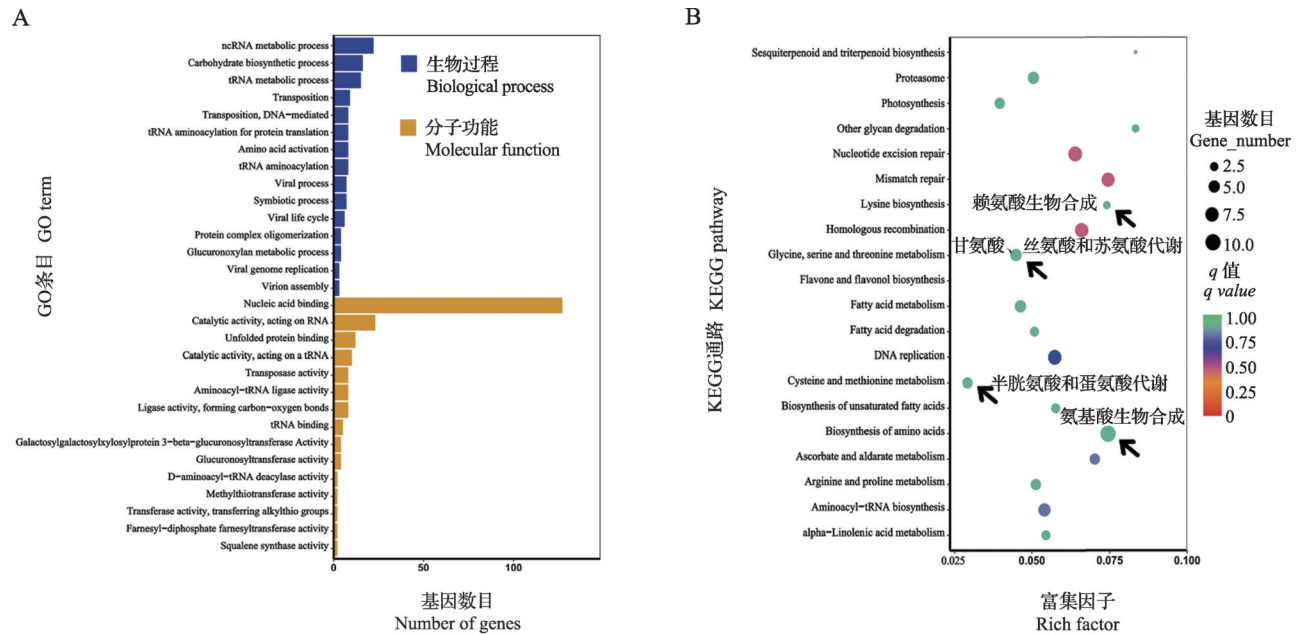 A
ncRNA metabolic process
Carbohydrate biosynthetic process
tRNA metabolic process
Transposition
Transposition, DNA-mediated
tRNA aminoacylation for protein translation
Amino acid activation
tRNA aminoacylation
Viral process
Symbiotic process
Viral life cycle
Protein complex oligomerization
Glucuronoxylan metabolic process
Viral genome replication
Virion assembly
Nucleic acid binding
Catalytic activity, acting on RNA
Unfolded protein binding
Catalytic activity, acting on a tRNA
Transposase activity
Aminoacyl-tRNA ligase activity
Ligase activity, forming carbon-oxygen bonds
tRNA binding
Galactosylgalactosylxylosylprotein 3-beta-glucuronosyltransferase Activity
Glucuronosyltransferase activity
D-aminoacyl-tRNA deacylase activity
Methylthiotransferase activity
Transferase activity, transferring alkylthio groups
Farnesyl-diphosphate farnesyltransferase activity
Squalene synthase activity
GO条目 GO term
生物过程
Biological process
分子功能
Molecular function
0 50 100
基因数目
Number of genes
B
Sesquiterpenoid and triterpenoid biosynthesis
Proteasome
Photosynthesis
Other glycan degradation
Nucleotide excision repair
Mismatch repair
Lysine biosynthesis
Homologous recombination
Glycine, serine and threonine metabolism
Flavone and flavonol biosynthesis
Fatty acid metabolism
Fatty acid degradation
DNA replication
Cysteine and methionine metabolism
Biosynthesis of unsaturated fatty acids
Biosynthesis of amino acids
Ascorbate and aldarate metabolism
Arginine and proline metabolism
Aminoacyl-tRNA biosynthesis
alpha-Linolenic acid metabolism
KEGG通路 KEGG pathway
赖氨酸生物合成
甘氨酸、丝氨酸和苏氨酸代谢
半胱氨酸和蛋氨酸代谢
氨基酸生物合成
0.025 0.050 0.075 0.100
富集因子
Rich factor
基因数目
Gene_number
2.5
5.0
7.5
10.0
q 值
q value
1.00
0.75
0.50
0.25
0